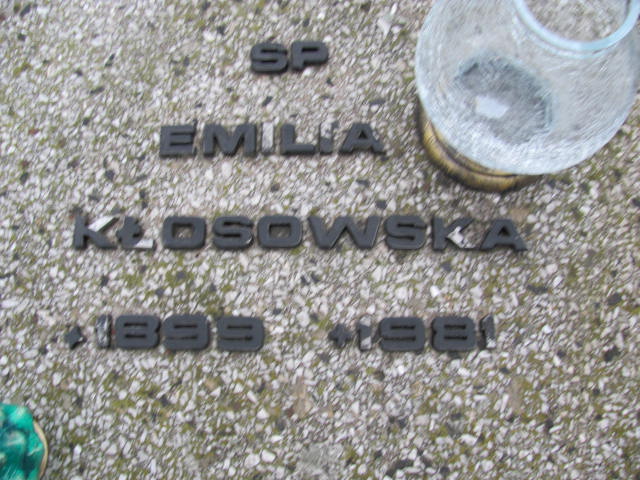 SP
EMILIA
KŁOSOWSKA
* 1899 + 1981